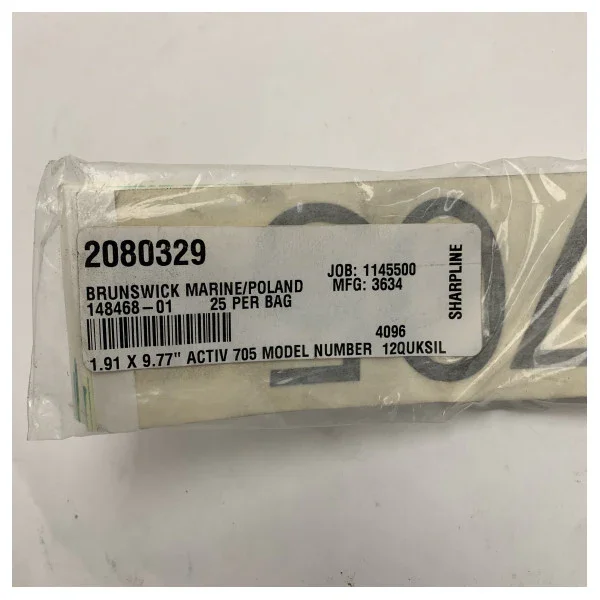 2080329
BRUNSWICK MARINE/POLAND
JOB: 1145500
148468-01
25 PER BAG
MFG: 3634
4096
1.91 X 9.77" ACTIV 705 MODEL NUMBER 12QUKSIL
SHARPLINE